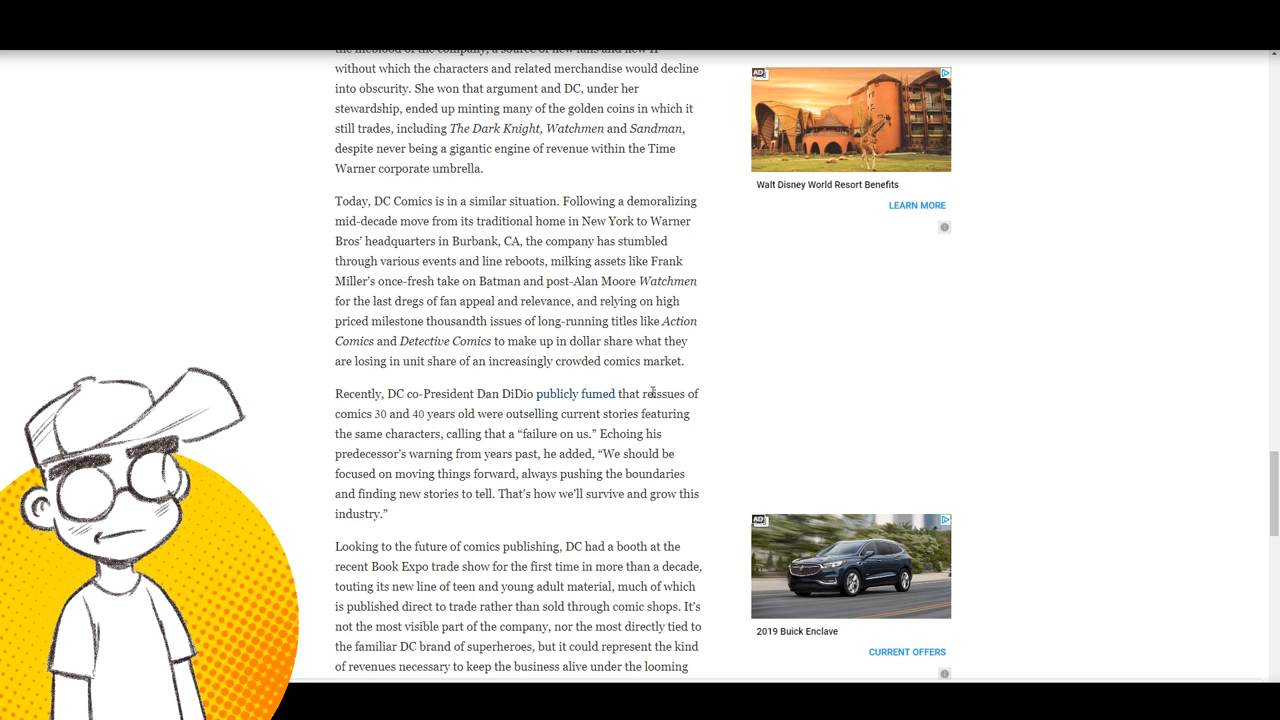 the lifeblood of the company, a source of new fans and new IP
without which the characters and related merchandise would decline
into obscurity. She won that argument and DC, under her
stewardship, ended up minting many of the golden coins in which it
still trades, including The Dark Knight, Watchmen and Sandman,
despite never being a gigantic engine of revenue within the Time
Warner corporate umbrella.
Today, DC Comics is in a similar situation. Following a demoralizing
mid-decade move from its traditional home in New York to Warner
Bros’ headquarters in Burbank, CA, the company has stumbled
through various events and line reboots, milking assets like Frank
Miller’s once-fresh take on Batman and post-Alan Moore Watchmen
for the last dregs of fan appeal and relevance, and relying on high
priced milestone thousandth issues of long-running titles like Action
Comics and Detective Comics to make up in dollar share what they
are losing in unit share of an increasingly crowded comics market.
Recently, DC co-President Dan DiDio publicly fumed that reissues of
comics 30 and 40 years old were outselling current stories featuring
the same characters, calling that a “failure on us.” Echoing his
predecessor’s warning from years past, he added, “We should be
focused on moving things forward, always pushing the boundaries
and finding new stories to tell. That’s how we’ll survive and grow this
industry.”
Looking to the future of comics publishing, DC had a booth at the
recent Book Expo trade show for the first time in more than a decade,
touting its new line of teen and young adult material, much of which
is published direct to trade rather than sold through comic shops. It’s
not the most visible part of the company, nor the most directly tied to
the familiar DC brand of superheroes, but it could represent the kind
of revenues necessary to keep the business alive under the looming
AD
Walt Disney World Resort Benefits
LEARN MORE
AD
2019 Buick Enclave
CURRENT OFFERS